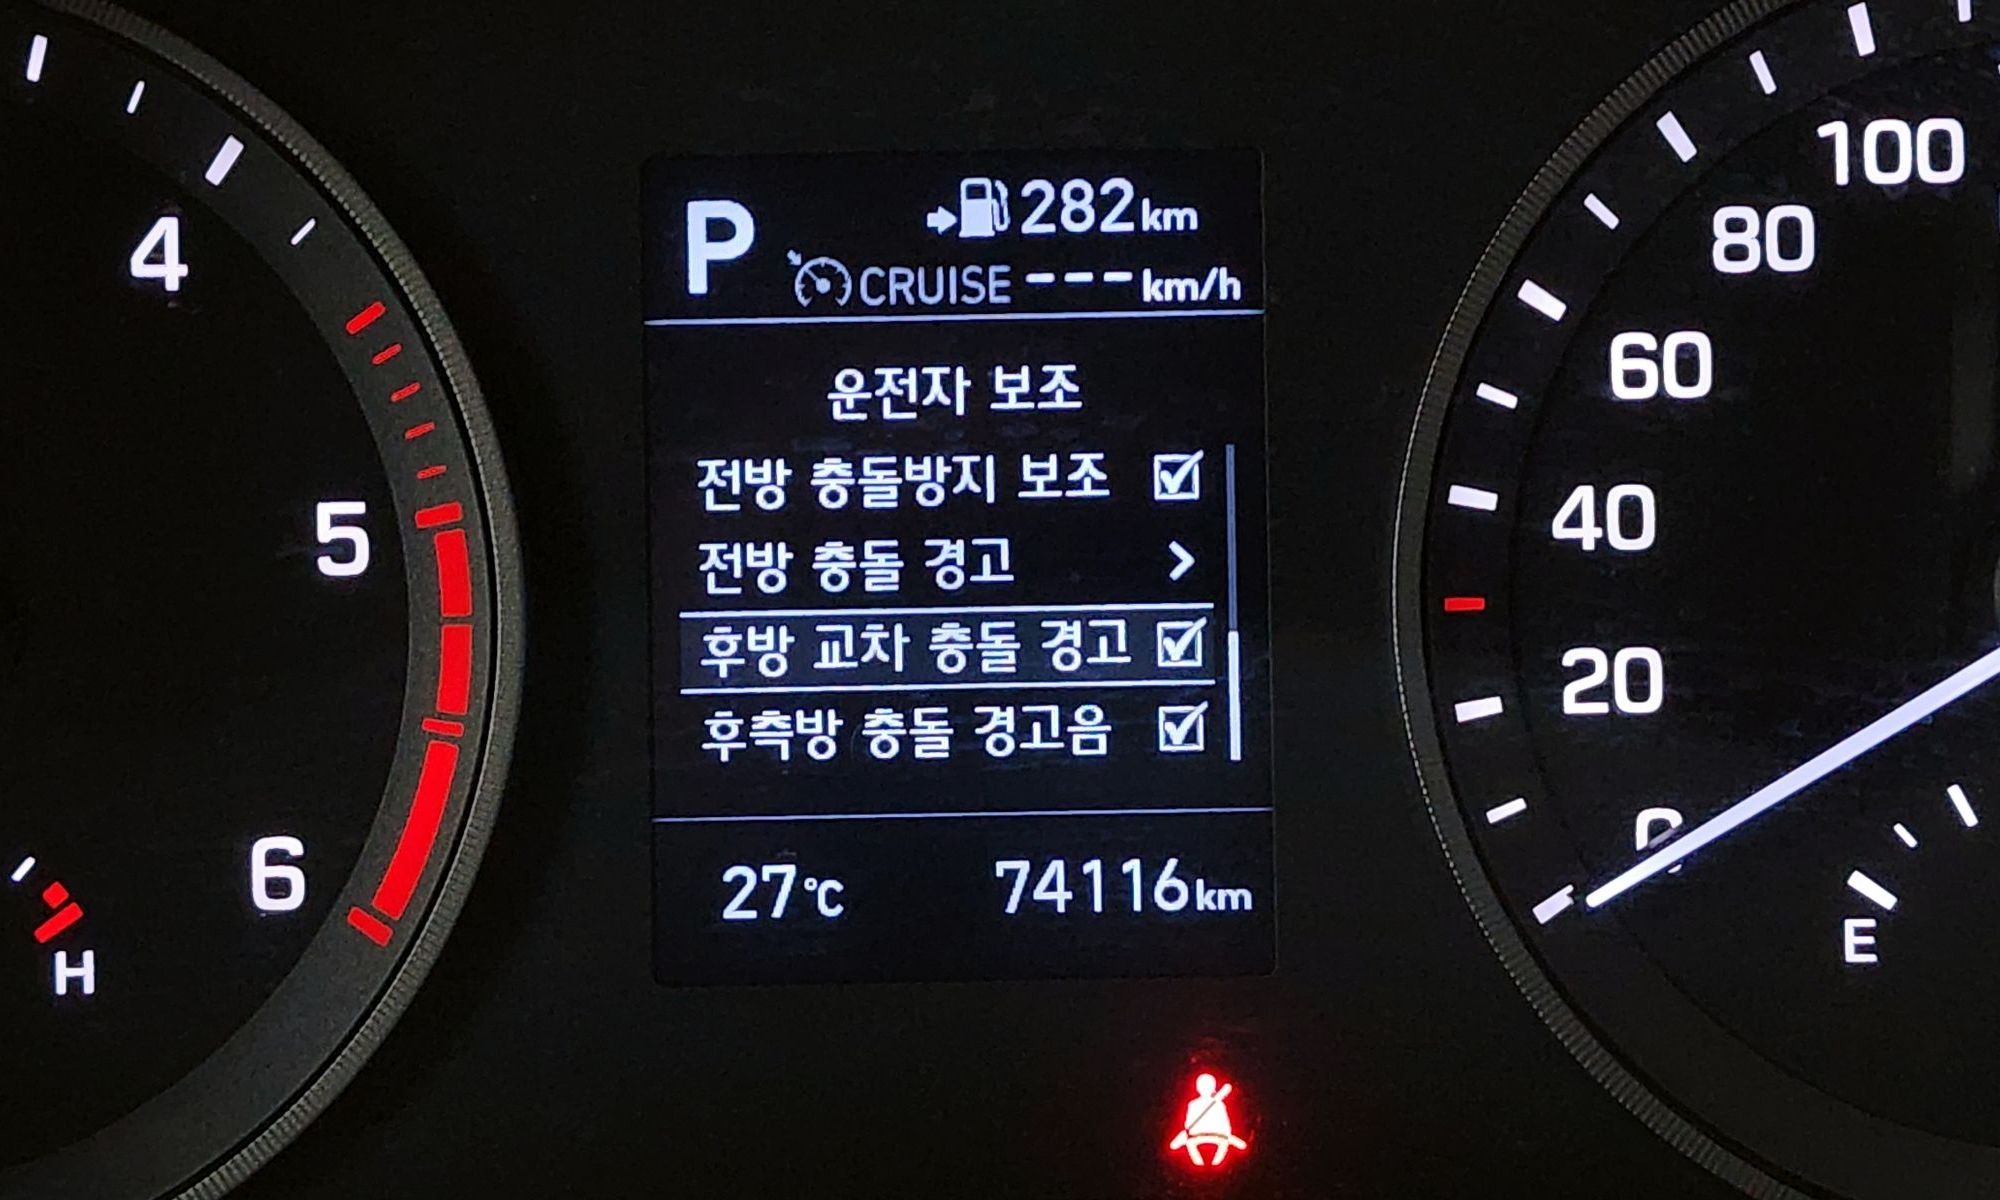 P
282km
CRUISE ---km/h
운전자 보조
전방 충돌방지 보조
전방 충돌 경고
후방 교차 충돌 경고
후측방 충돌 경고음
27℃ 74116km
4
5
6
H
100
80
60
40
20
0
E